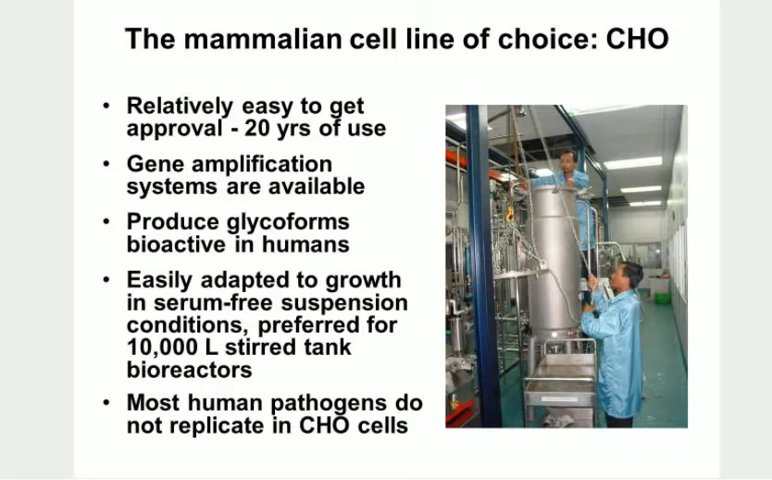 The mammalian cell line of choice: CHO
• Relatively easy to get
approval - 20 yrs of use
• Gene amplification
systems are available
• Produce glycoforms
bioactive in humans
• Easily adapted to growth
in serum-free suspension
conditions, preferred for
10,000 L stirred tank
bioreactors
• Most human pathogens do
not replicate in CHO cells